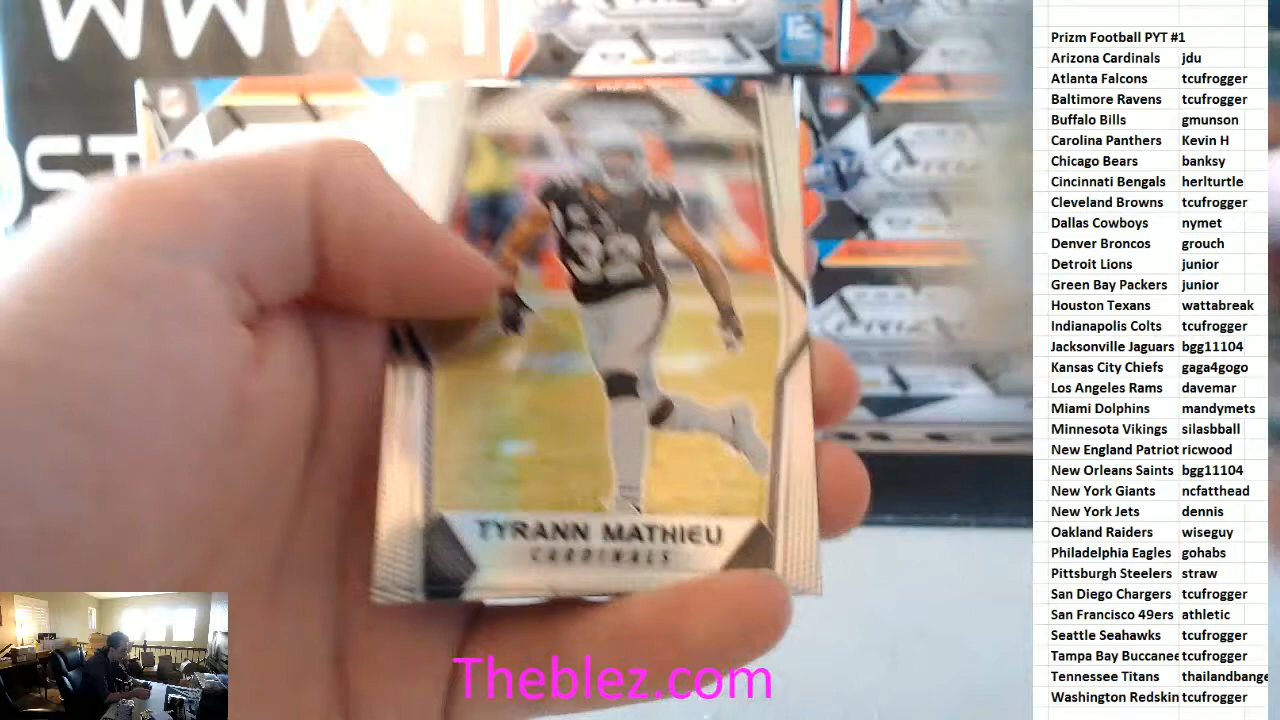 WWW.T
ST
PRIZM
32
TYRANN MATHIEU
CARDINALS
Theblez.com
Prizm Football PYT #1
Arizona Cardinals jdu
Atlanta Falcons tcufrogger
Baltimore Ravens tcufrogger
Buffalo Bills gmunson
Carolina Panthers Kevin H
Chicago Bears banksy
Cincinnati Bengals herlturtle
Cleveland Browns tcufrogger
Dallas Cowboys nymet
Denver Broncos grouch
Detroit Lions junior
Green Bay Packers junior
Houston Texans wattabreak
Indianapolis Colts tcufrogger
Jacksonville Jaguars bgg11104
Kansas City Chiefs gaga4gogo
Los Angeles Rams davemar
Miami Dolphins mandymets
Minnesota Vikings silasbball
New England Patriot ricwood
New Orleans Saints bgg11104
New York Giants ncfatthead
New York Jets dennis
Oakland Raiders wiseguy
Philadelphia Eagles gohabs
Pittsburgh Steelers straw
San Diego Chargers tcufrogger
San Francisco 49ers athletic
Seattle Seahawks tcufrogger
Tampa Bay Buccanee tcufrogger
Tennessee Titans thailandbange
Washington Redskin tcufrogger